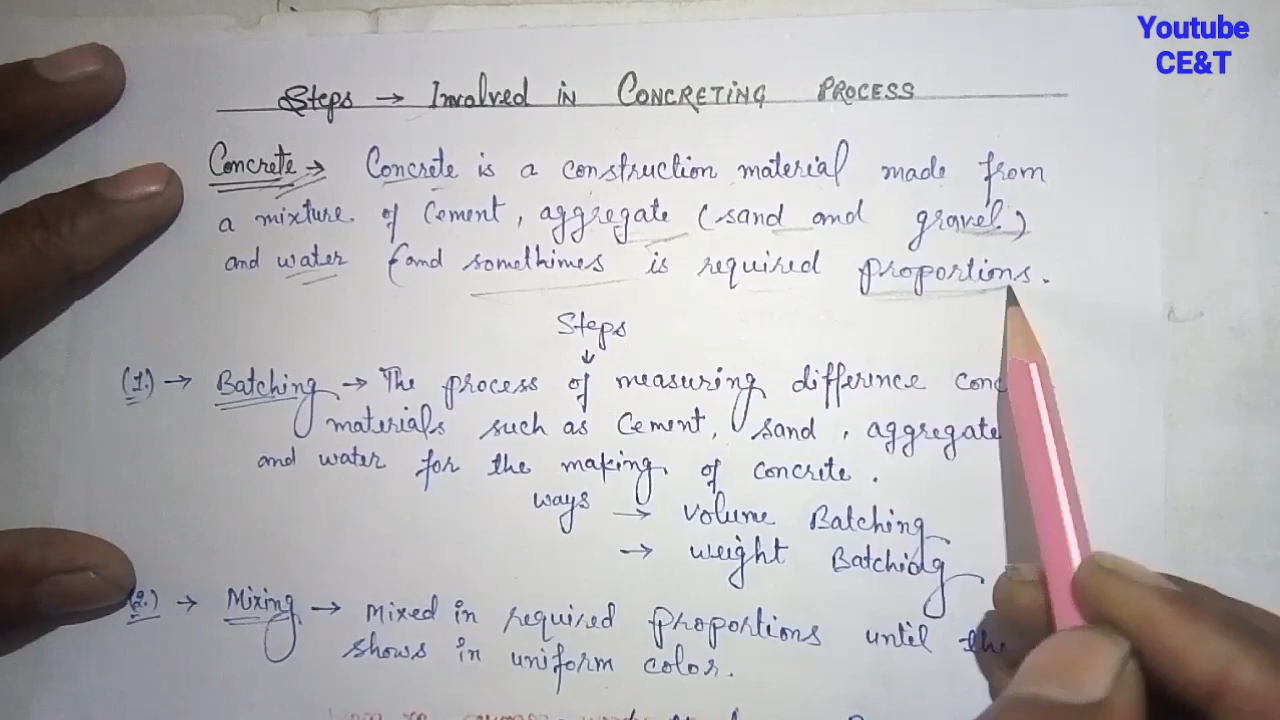 Youtube
CE&T
Steps → Involved in CONCRETING PROCESS
Concrete → Concrete is a construction material made from
a mixture of Cement, aggregate (sand and gravel)
and water (and somethimes is required proportions.
Steps
↓
(1.) → Batching → The process of measuring difference conc
materials such as Cement, sand, aggregate
and water for the making of concrete.
ways → volume Batching
→ weight Batching
(2.) → Mixing → Mixed in required proportions until the
shows in uniform color.